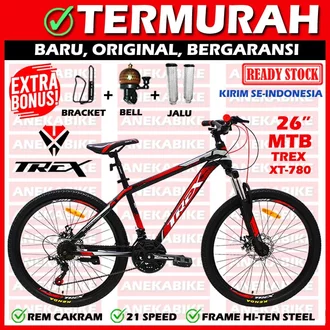 TERMURAH
BARU, ORIGINAL, BERGARANSI
EXTRA
BONUS!
READY STOCK
KIRIM SE-INDONESIA
BRACKET + BELL + JALU
TREX
26” MTB
TREX
XT-780
TREX
ANEKABIKE
REM CAKRAM
21 SPEED
FRAME HI-TEN STEEL